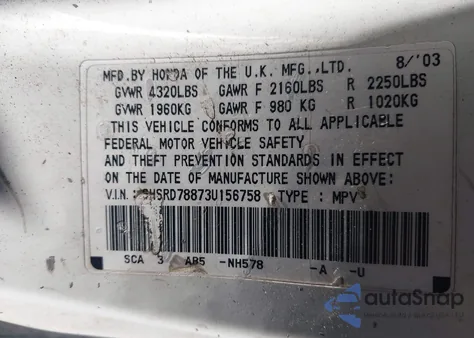 MFD.BY HONDA OF THE U.K. MFG.,LTD. 8/'03
GVWR 4320LBS GAWR F 2160LBS R 2250LBS
GVWR 1960KG GAWR F 980 KG R 1020KG
THIS VEHICLE CONFORMS TO ALL APPLICABLE
FEDERAL MOTOR VEHICLE SAFETY
AND THEFT PREVENTION STANDARDS IN EFFECT
ON THE DATE OF MANUFACTURE SHOWN ABOVE:
V.I.N. SHSRD78873U156758 TYPE : MPV
SCA 3 AB5 -NH578 -A -U
autoSnap